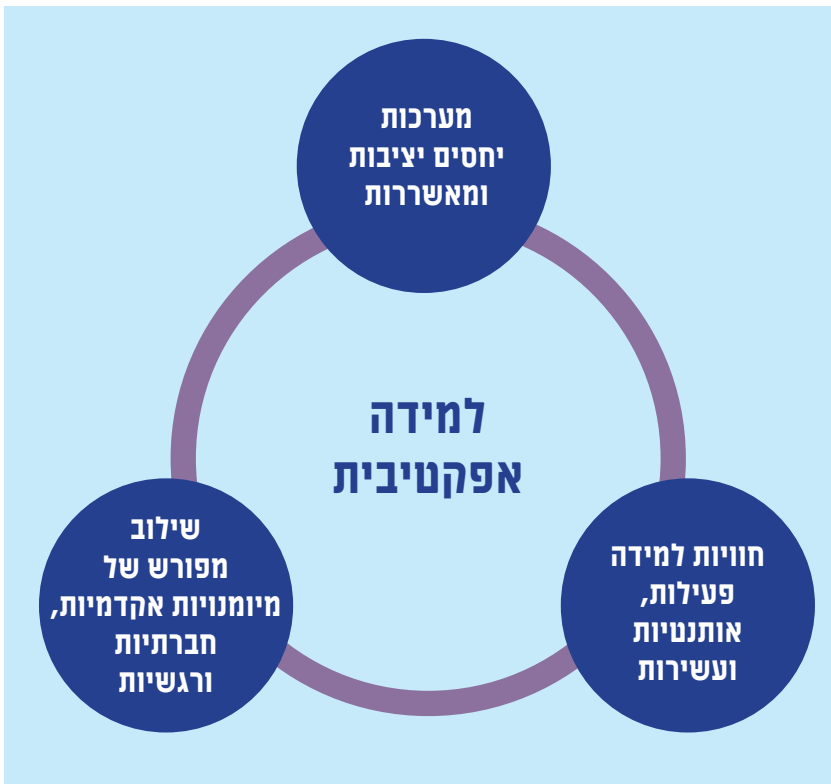 מערכות
יחסים יציבות
ומאשררות
למידה
אפקטיבית
חוויות למידה
פעילות,
אותנטיות
ועשירות
שילוב
מפורש של
מיומנויות אקדמיות,
חברתיות
ורגשיות